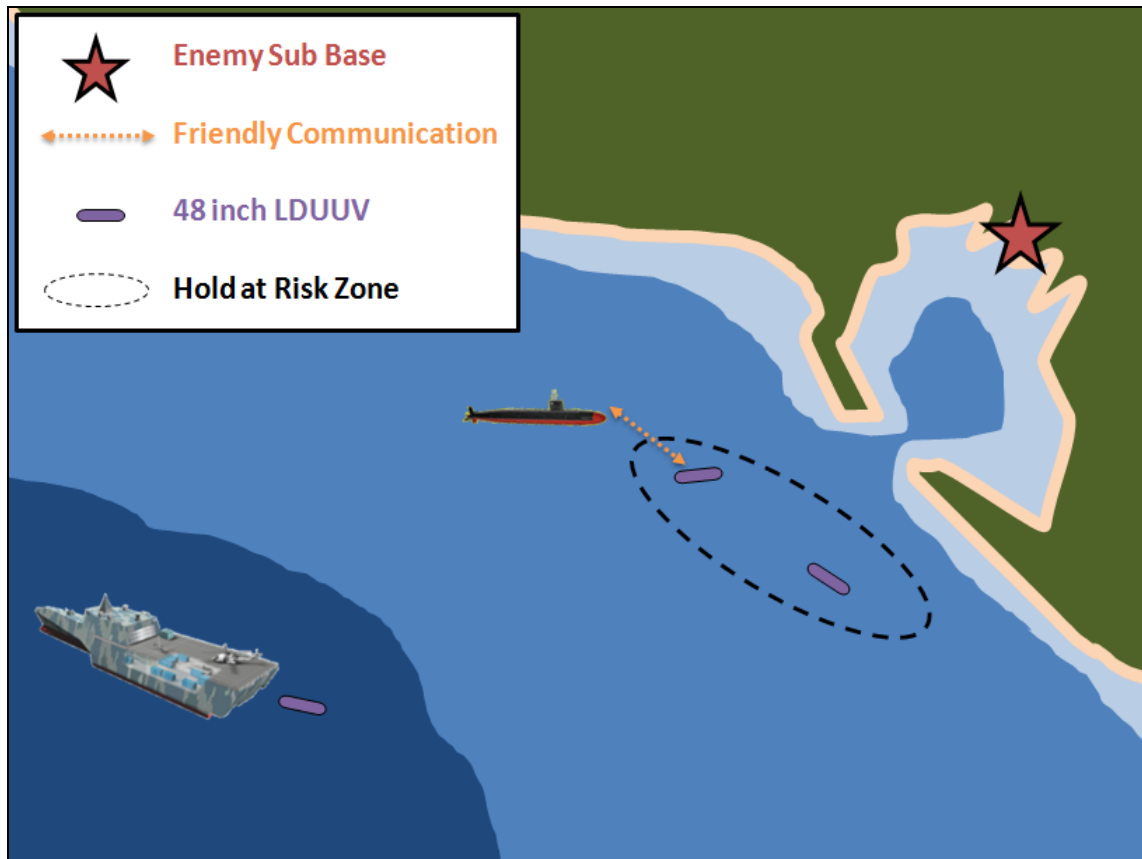 Enemy Sub Base
Friendly Communication
48 inch LDUUV
Hold at Risk Zone